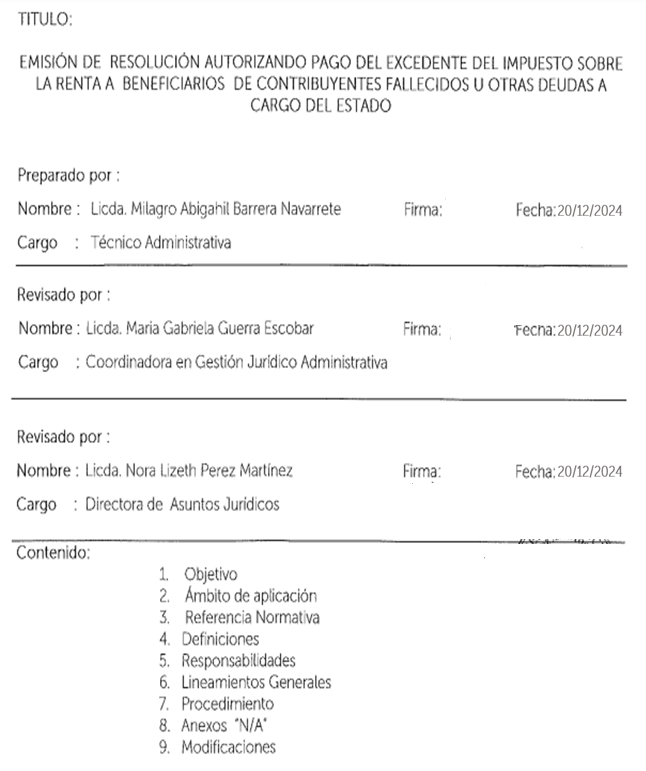 TITULO:
EMISIÓN DE RESOLUCIÓN AUTORIZANDO PAGO DEL EXCEDENTE DEL IMPUESTO SOBRE
LA RENTA A BENEFICIARIOS DE CONTRIBUYENTES FALLECIDOS U OTRAS DEUDAS A
CARGO DEL ESTADO
Preparado por :
Nombre : Licda. Milagro Abigahil Barrera Navarrete Firma: Fecha:20/12/2024
Cargo : Técnico Administrativa
Revisado por :
Nombre : Licda. Maria Gabriela Guerra Escobar Firma: Fecha:20/12/2024
Cargo : Coordinadora en Gestión Jurídico Administrativa
Revisado por :
Nombre : Licda. Nora Lizeth Perez Martínez Firma: Fecha:20/12/2024
Cargo : Directora de Asuntos Jurídicos
Contenido:
1. Objetivo
2. Ámbito de aplicación
3. Referencia Normativa
4. Definiciones
5. Responsabilidades
6. Lineamientos Generales
7. Procedimiento
8. Anexos "N/A"
9. Modificaciones